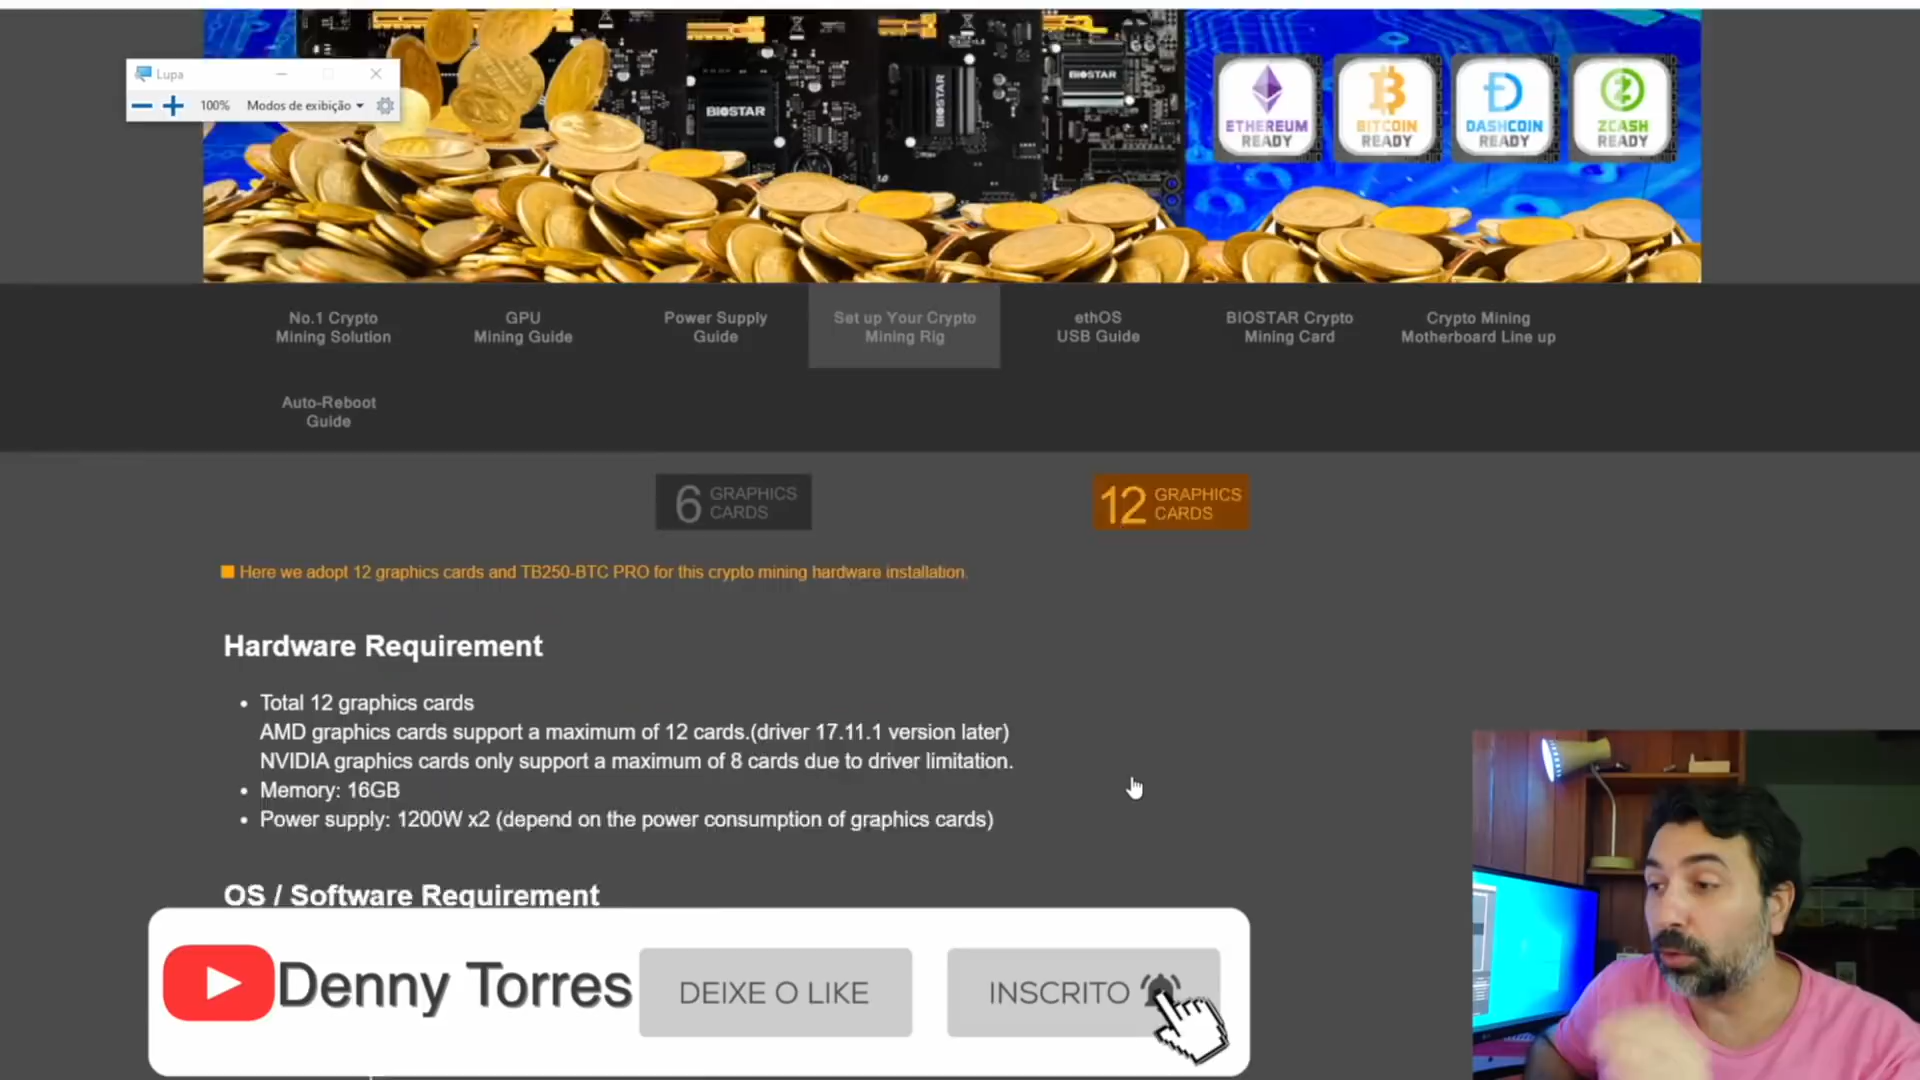 Lupa
100% Modos de exibição
BIOSTAR
BIOSTAR
BIOSTAR
ETHEREUM
READY
BITCOIN
READY
DASHCOIN
READY
ZCASH
READY
No.1 Crypto
Mining Solution
GPU
Mining Guide
Power Supply
Guide
Set up Your Crypto
Mining Rig
ethOS
USB Guide
BIOSTAR Crypto
Mining Card
Crypto Mining
Motherboard Line up
Auto-Reboot
Guide
6 GRAPHICS
CARDS
12 GRAPHICS
CARDS
Here we adopt 12 graphics cards and TB250-BTC PRO for this crypto mining hardware installation.
Hardware Requirement
• Total 12 graphics cards
AMD graphics cards support a maximum of 12 cards.(driver 17.11.1 version later)
NVIDIA graphics cards only support a maximum of 8 cards due to driver limitation.
• Memory: 16GB
• Power supply: 1200W x2 (depend on the power consumption of graphics cards)
OS / Software Requirement
Denny Torres
DEIXE O LIKE
INSCRITO